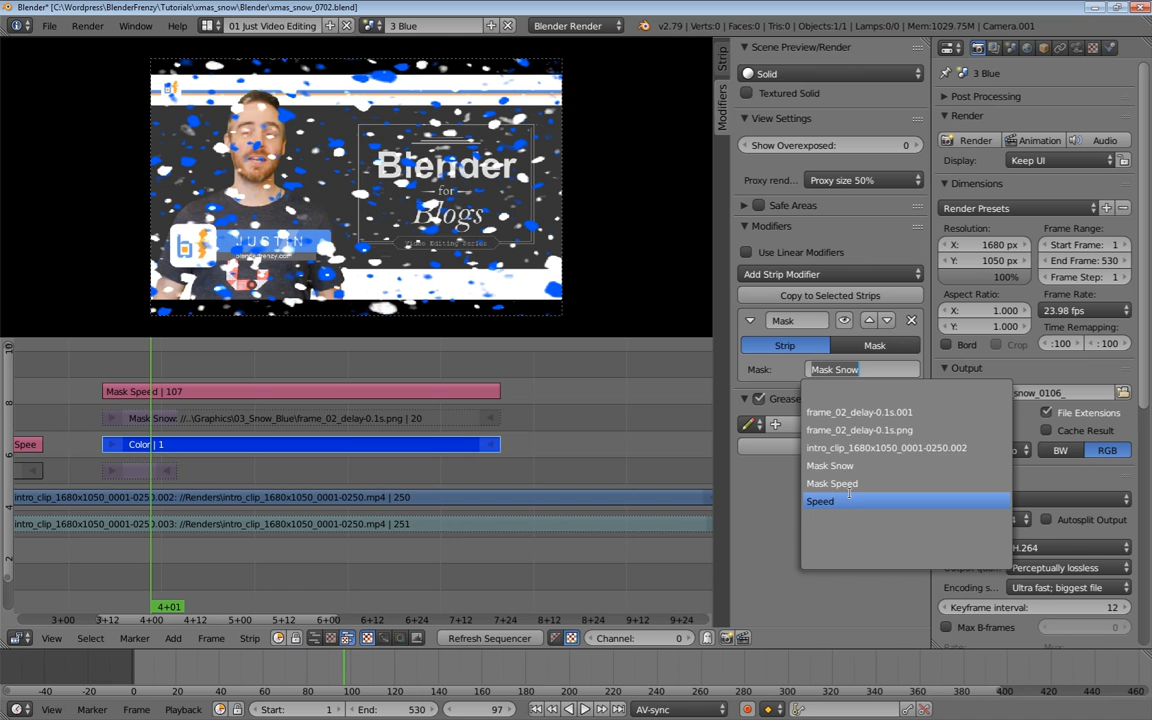 Blender* [C:\Wordpress\BlenderFrenzy\Tutorials\xmas_snow\xmas_snow_0702.blend]
File Render Window Help 01 Just Video Editing 3 Blue Blender Render v2.79 | Verts:0 | Faces:0 | Tris:0 | Objects:1/1 | Lamps:0/0 | Mem:1029.75M | Camera.001
Blender
for
Blogs
Video Editing Series
JUSTIN
blenderfrenzy.com
Strip
Modifiers
Scene Preview/Render
Solid
Textured Solid
View Settings
Show Overexposed: 0
Proxy rend... Proxy size 50%
Safe Areas
Modifiers
Use Linear Modifiers
Add Strip Modifier
Copy to Selected Strips
Mask
Strip Mask
Mask: Mask Snow
Grease
frame_02_delay-0.1s.001
frame_02_delay-0.1s.png
intro_clip_1680x1050_0001-0250.002
Mask Snow
Mask Speed
Speed
3 Blue
Post Processing
Render
Render Animation Audio
Display: Keep UI
Dimensions
Render Presets
Resolution: Frame Range:
X: 1680 px Start Frame: 1
Y: 1050 px End Frame: 530
100% Frame Step: 1
Aspect Ratio: Frame Rate:
X: 1.000 23.98 fps
Y: 1.000 Time Remapping:
Bord Crop :100 : 100
Output
snow_0106_
File Extensions
Cache Result
BW RGB
Autosplit Output
H.264
Perceptually lossless
Encoding s... Ultra fast; biggest file
Keyframe interval: 12
Max B-frames 0
10
8
6
4
2
Mask Speed | 107
Mask Snow: //..\Graphics\03_Snow_Blue\frame_02_delay-0.1s.png | 20
Spee Color | 1
intro_clip_1680x1050_0001-0250.002: //Renders\intro_clip_1680x1050_0001-0250.mp4 | 250
intro_clip_1680x1050_0001-0250.003: //Renders\intro_clip_1680x1050_0001-0250.mp4 | 251
4+01
3+00 3+12 4+00 4+12 5+00 5+12 6+00 6+12 6+24 7+12 7+24 8+12 8+24 9+12 9+24
View Select Marker Add Frame Strip Refresh Sequencer Channel: 0
-40 -20 0 20 40 60 80 100 120 140 160 180 200 220 240 260 280 300 320 340 360 380 400 420 440 460
View Marker Frame Playback Start: 1 End: 530 97 AV-sync